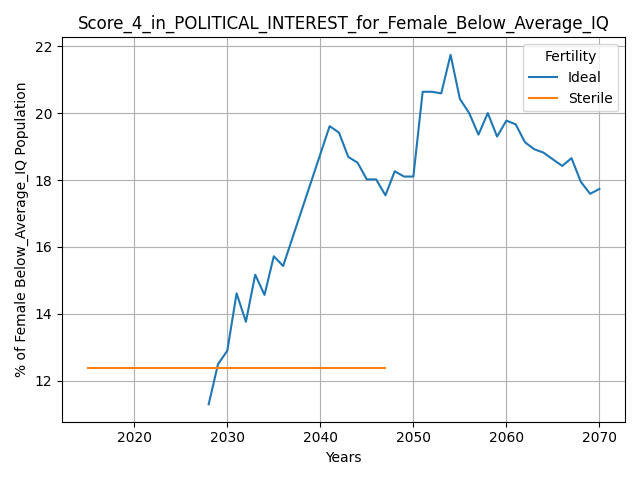 Score_4_in_POLITICAL_INTEREST_for_Female_Below_Average_IQ
% of Female Below_Average_IQ Population
22
20
18
16
14
12
Fertility
Ideal
Sterile
2020 2030 2040 2050 2060 2070
Years